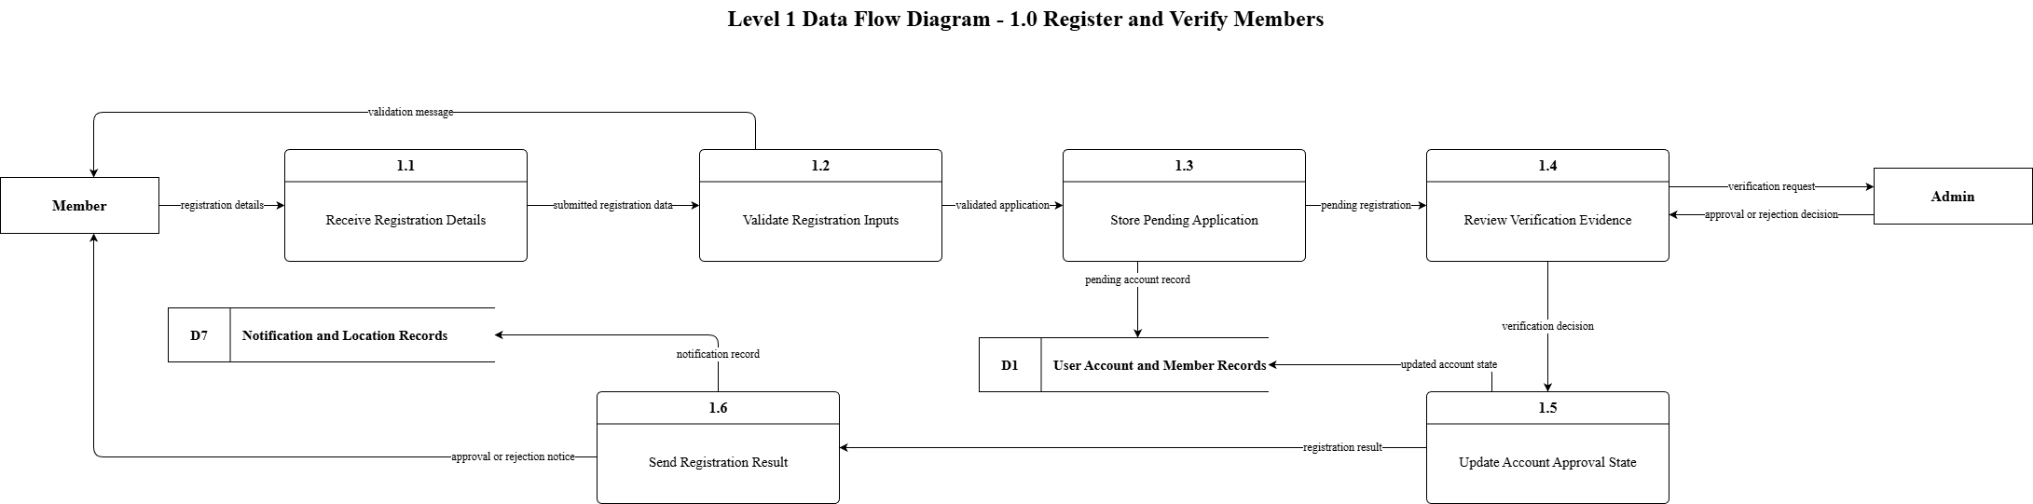 Level 1 Data Flow Diagram - 1.0 Register and Verify Members
validation message
1.1
1.2
1.3
1.4
Member
registration details
Receive Registration Details
submitted registration data
Validate Registration Inputs
validated application
Store Pending Application
pending registration
Review Verification Evidence
verification request
approval or rejection decision
Admin
pending account record
verification decision
D7
Notification and Location Records
notification record
D1
User Account and Member Records
updated account state
1.6
1.5
approval or rejection notice
Send Registration Result
registration result
Update Account Approval State